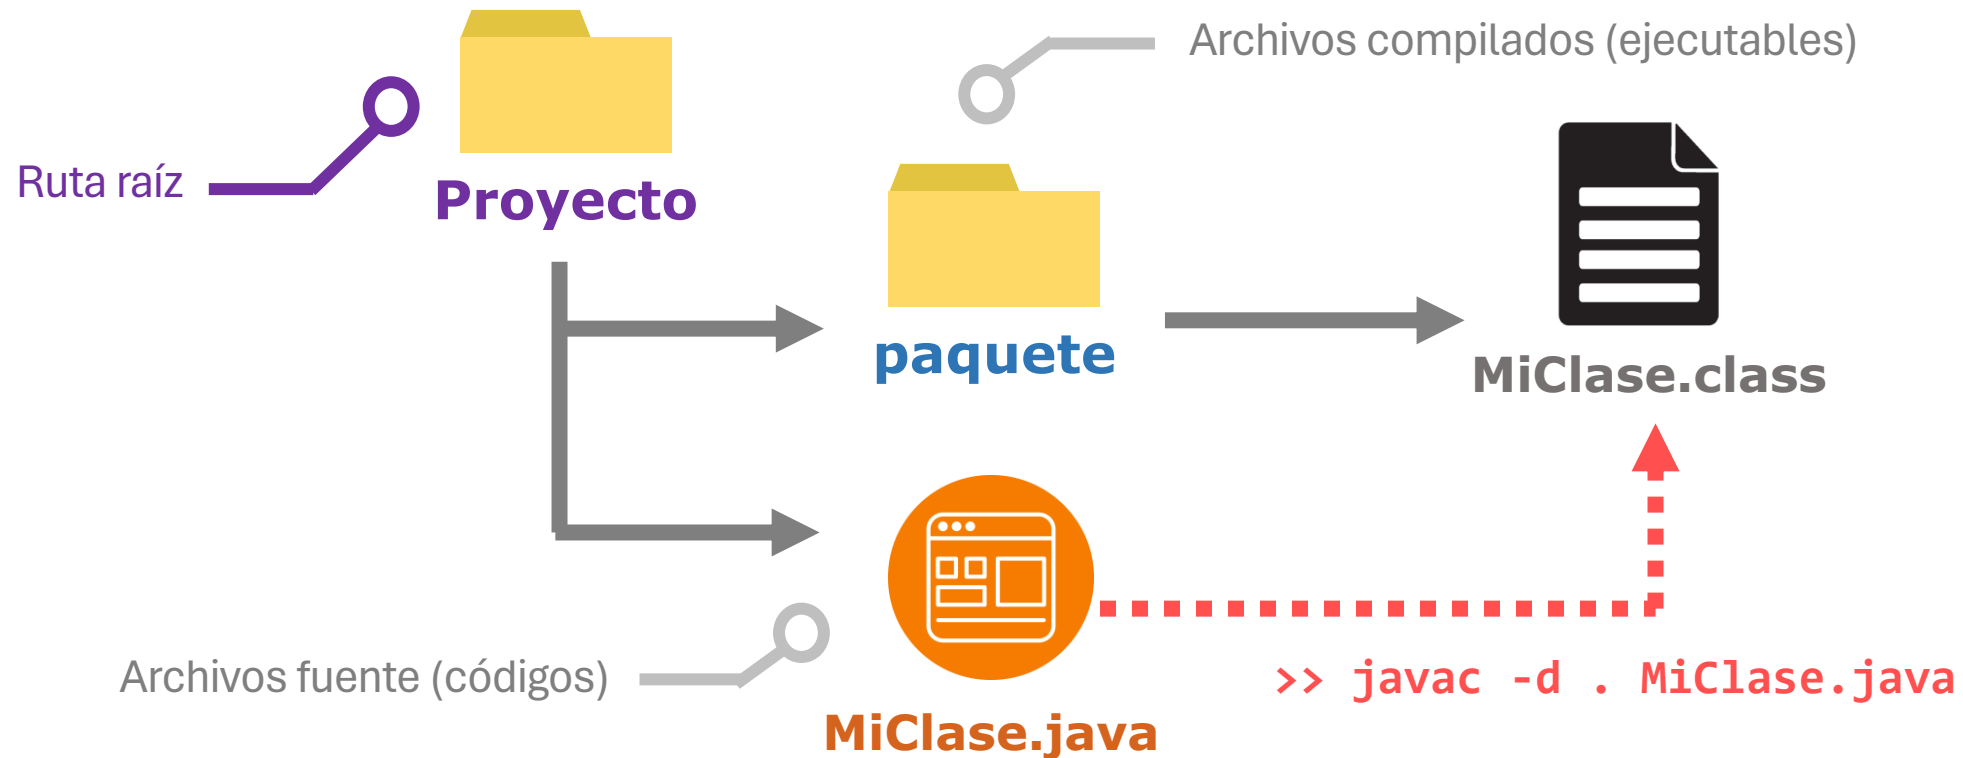 Archivos compilados (ejecutables)
Ruta raíz
Proyecto
paquete
MiClase.class
Archivos fuente (códigos)
>> javac -d . MiClase.java
MiClase.java